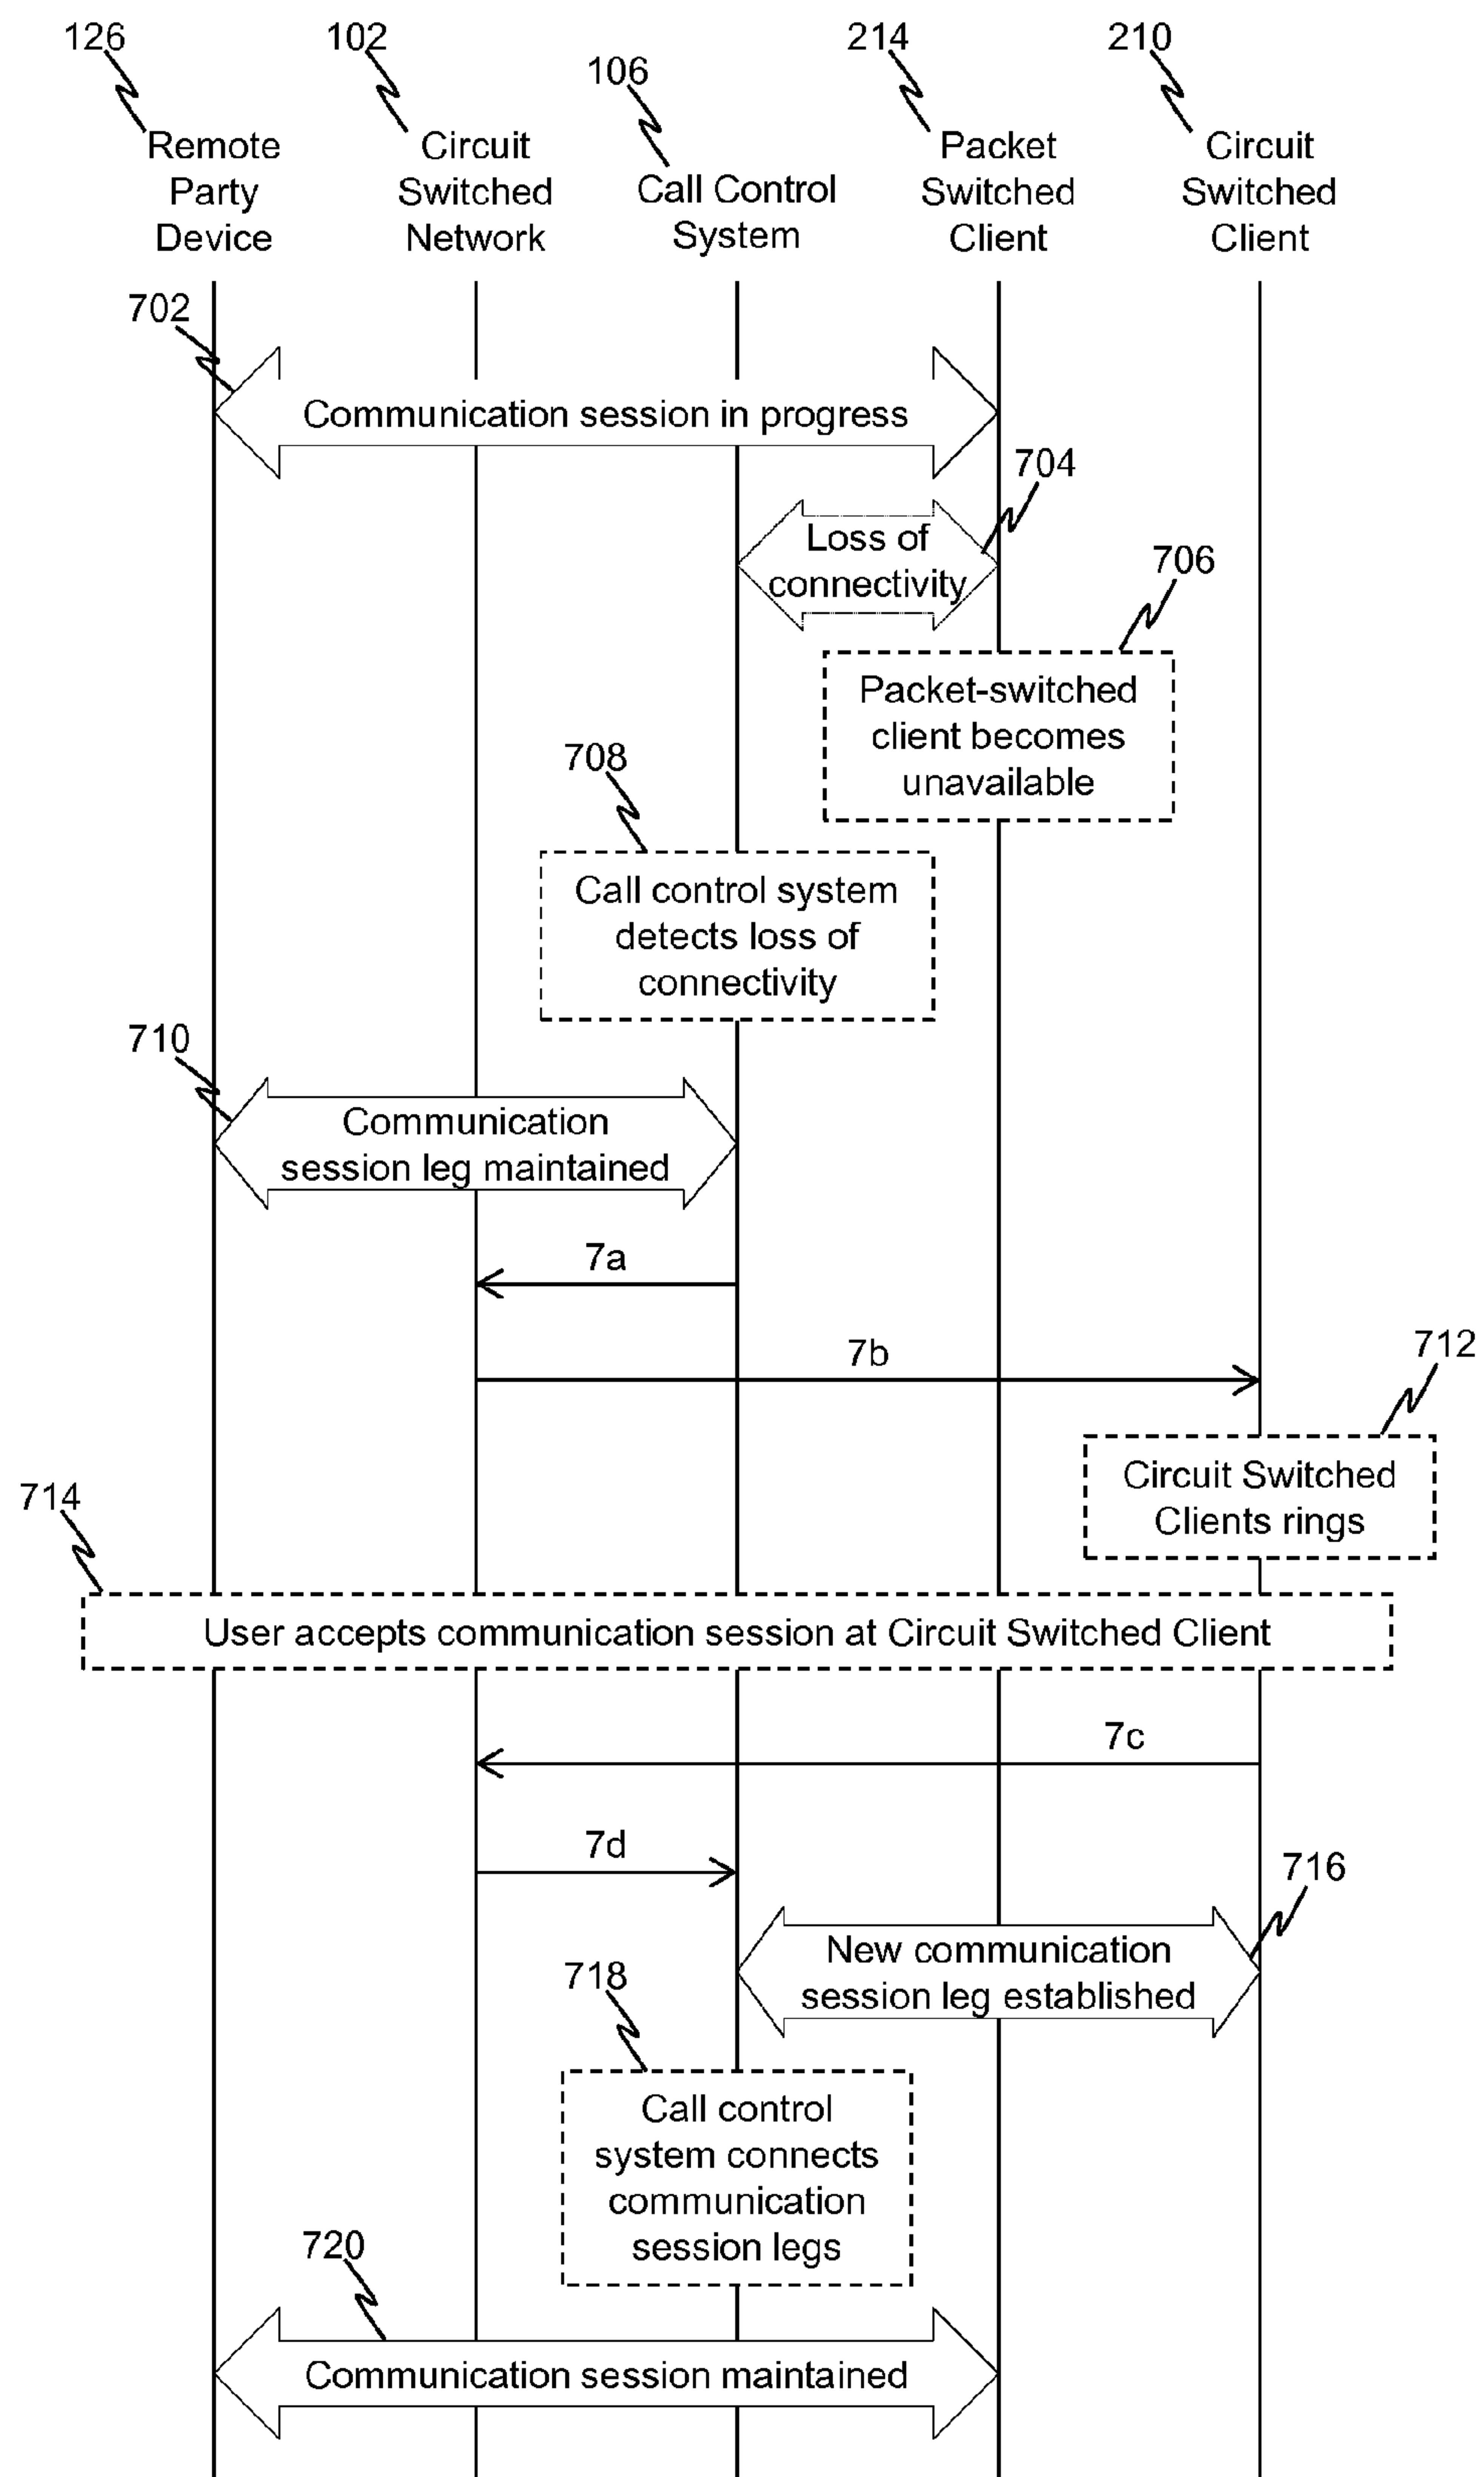 126
102
106
214
210
Remote
Party
Device
Circuit
Switched
Network
Call Control
System
Packet
Switched
Client
Circuit
Switched
Client
702
Communication session in progress
704
Loss of
connectivity
706
Packet-switched
client becomes
unavailable
708
Call control system
detects loss of
connectivity
710
Communication
session leg maintained
7a
7b
712
Circuit Switched
Clients rings
714
User accepts communication session at Circuit Switched Client
7c
7d
716
New communication
session leg established
718
Call control
system connects
communication
session legs
720
Communication session maintained